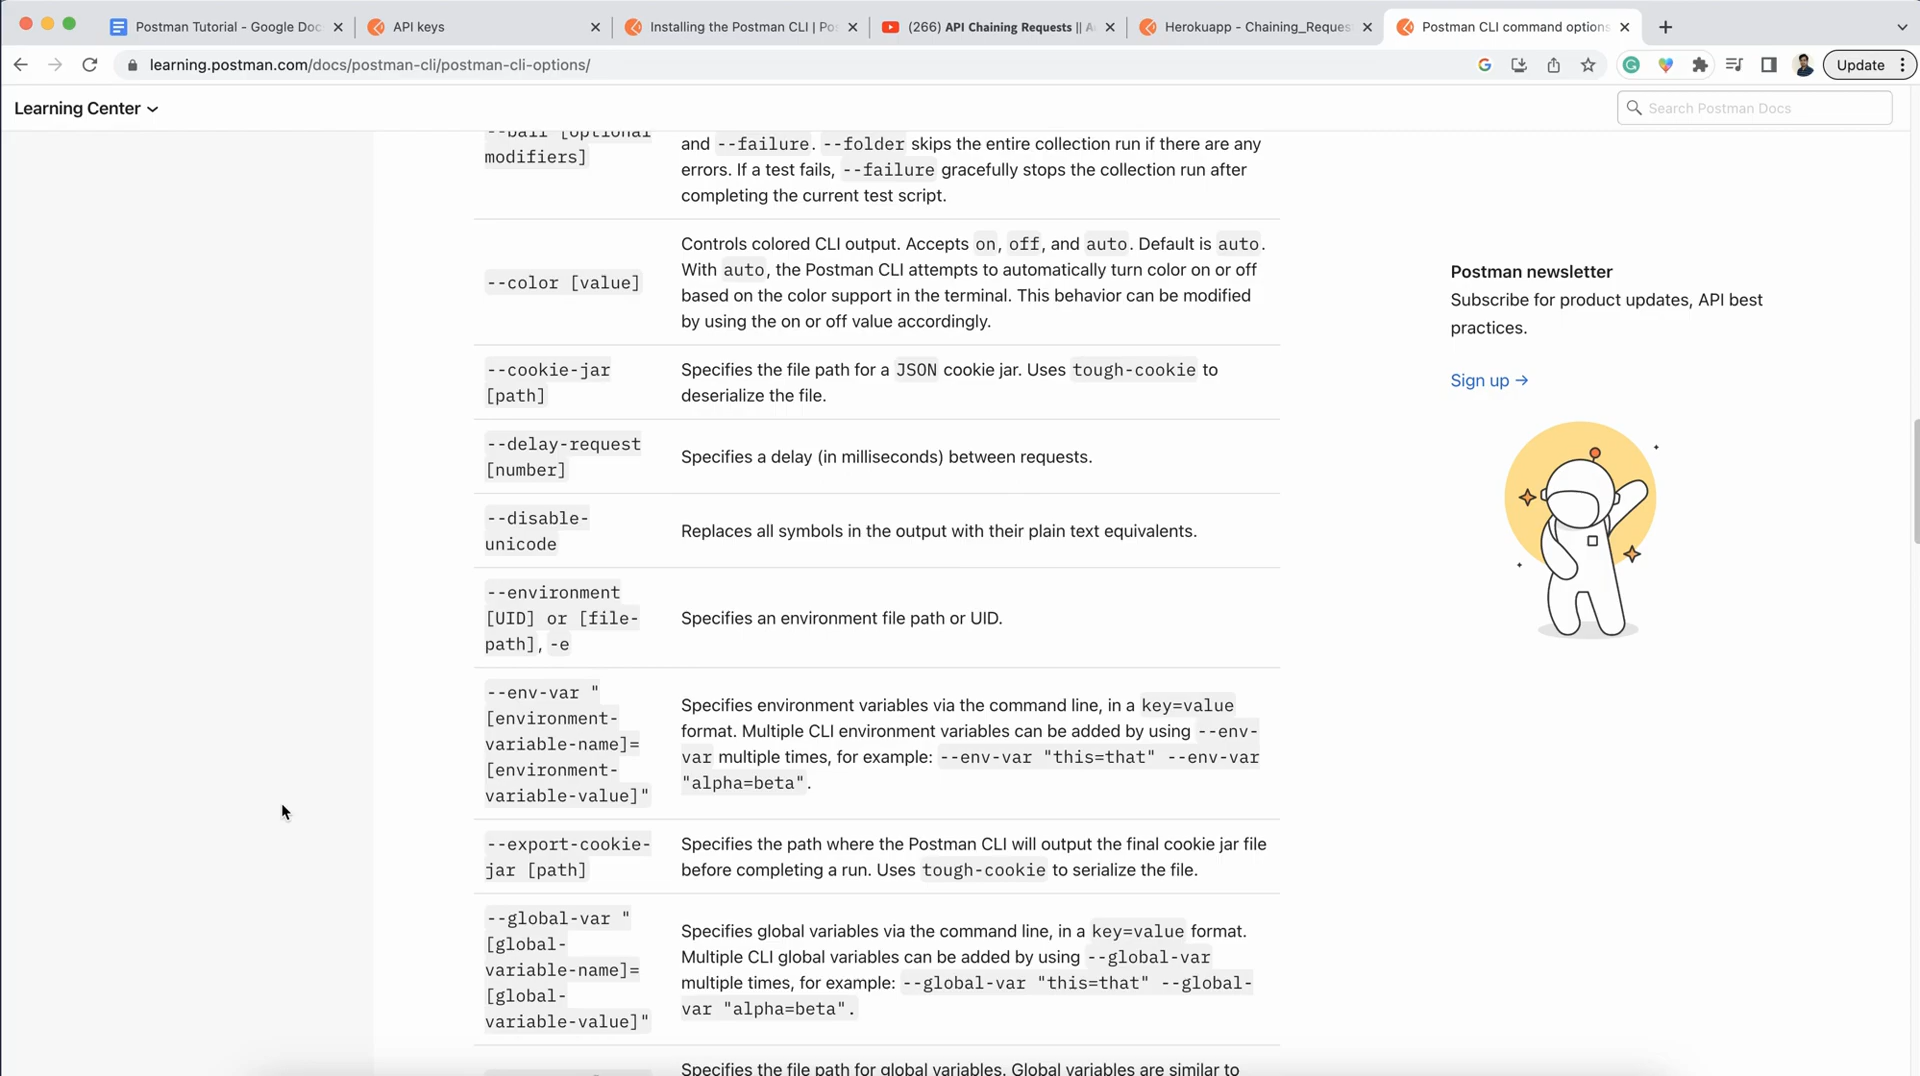 Postman Tutorial - Google Doc
API keys
Installing the Postman CLI | Po
(266) API Chaining Requests || A
Herokuapp - Chaining_Reques
Postman CLI command options
learning.postman.com/docs/postman-cli/postman-cli-options/
Update
Learning Center
Search Postman Docs
--bail [optional
modifiers]
and --failure. --folder skips the entire collection run if there are any
errors. If a test fails, --failure gracefully stops the collection run after
completing the current test script.
--color [value]
Controls colored CLI output. Accepts on, off, and auto. Default is auto.
With auto, the Postman CLI attempts to automatically turn color on or off
based on the color support in the terminal. This behavior can be modified
by using the on or off value accordingly.
--cookie-jar
[path]
Specifies the file path for a JSON cookie jar. Uses tough-cookie to
deserialize the file.
--delay-request
[number]
Specifies a delay (in milliseconds) between requests.
--disable-
unicode
Replaces all symbols in the output with their plain text equivalents.
--environment
[UID] or [file-
path], -e
Specifies an environment file path or UID.
--env-var "
[environment-
variable-name]=
[environment-
variable-value]"
Specifies environment variables via the command line, in a key=value
format. Multiple CLI environment variables can be added by using --env-
var multiple times, for example: --env-var "this=that" --env-var
"alpha=beta".
--export-cookie-
jar [path]
Specifies the path where the Postman CLI will output the final cookie jar file
before completing a run. Uses tough-cookie to serialize the file.
--global-var "
[global-
variable-name]=
[global-
variable-value]"
Specifies global variables via the command line, in a key=value format.
Multiple CLI global variables can be added by using --global-var
multiple times, for example: --global-var "this=that" --global-
var "alpha=beta".
Specifies the file path for global variables. Global variables are similar to
Postman newsletter
Subscribe for product updates, API best
practices.
Sign up →